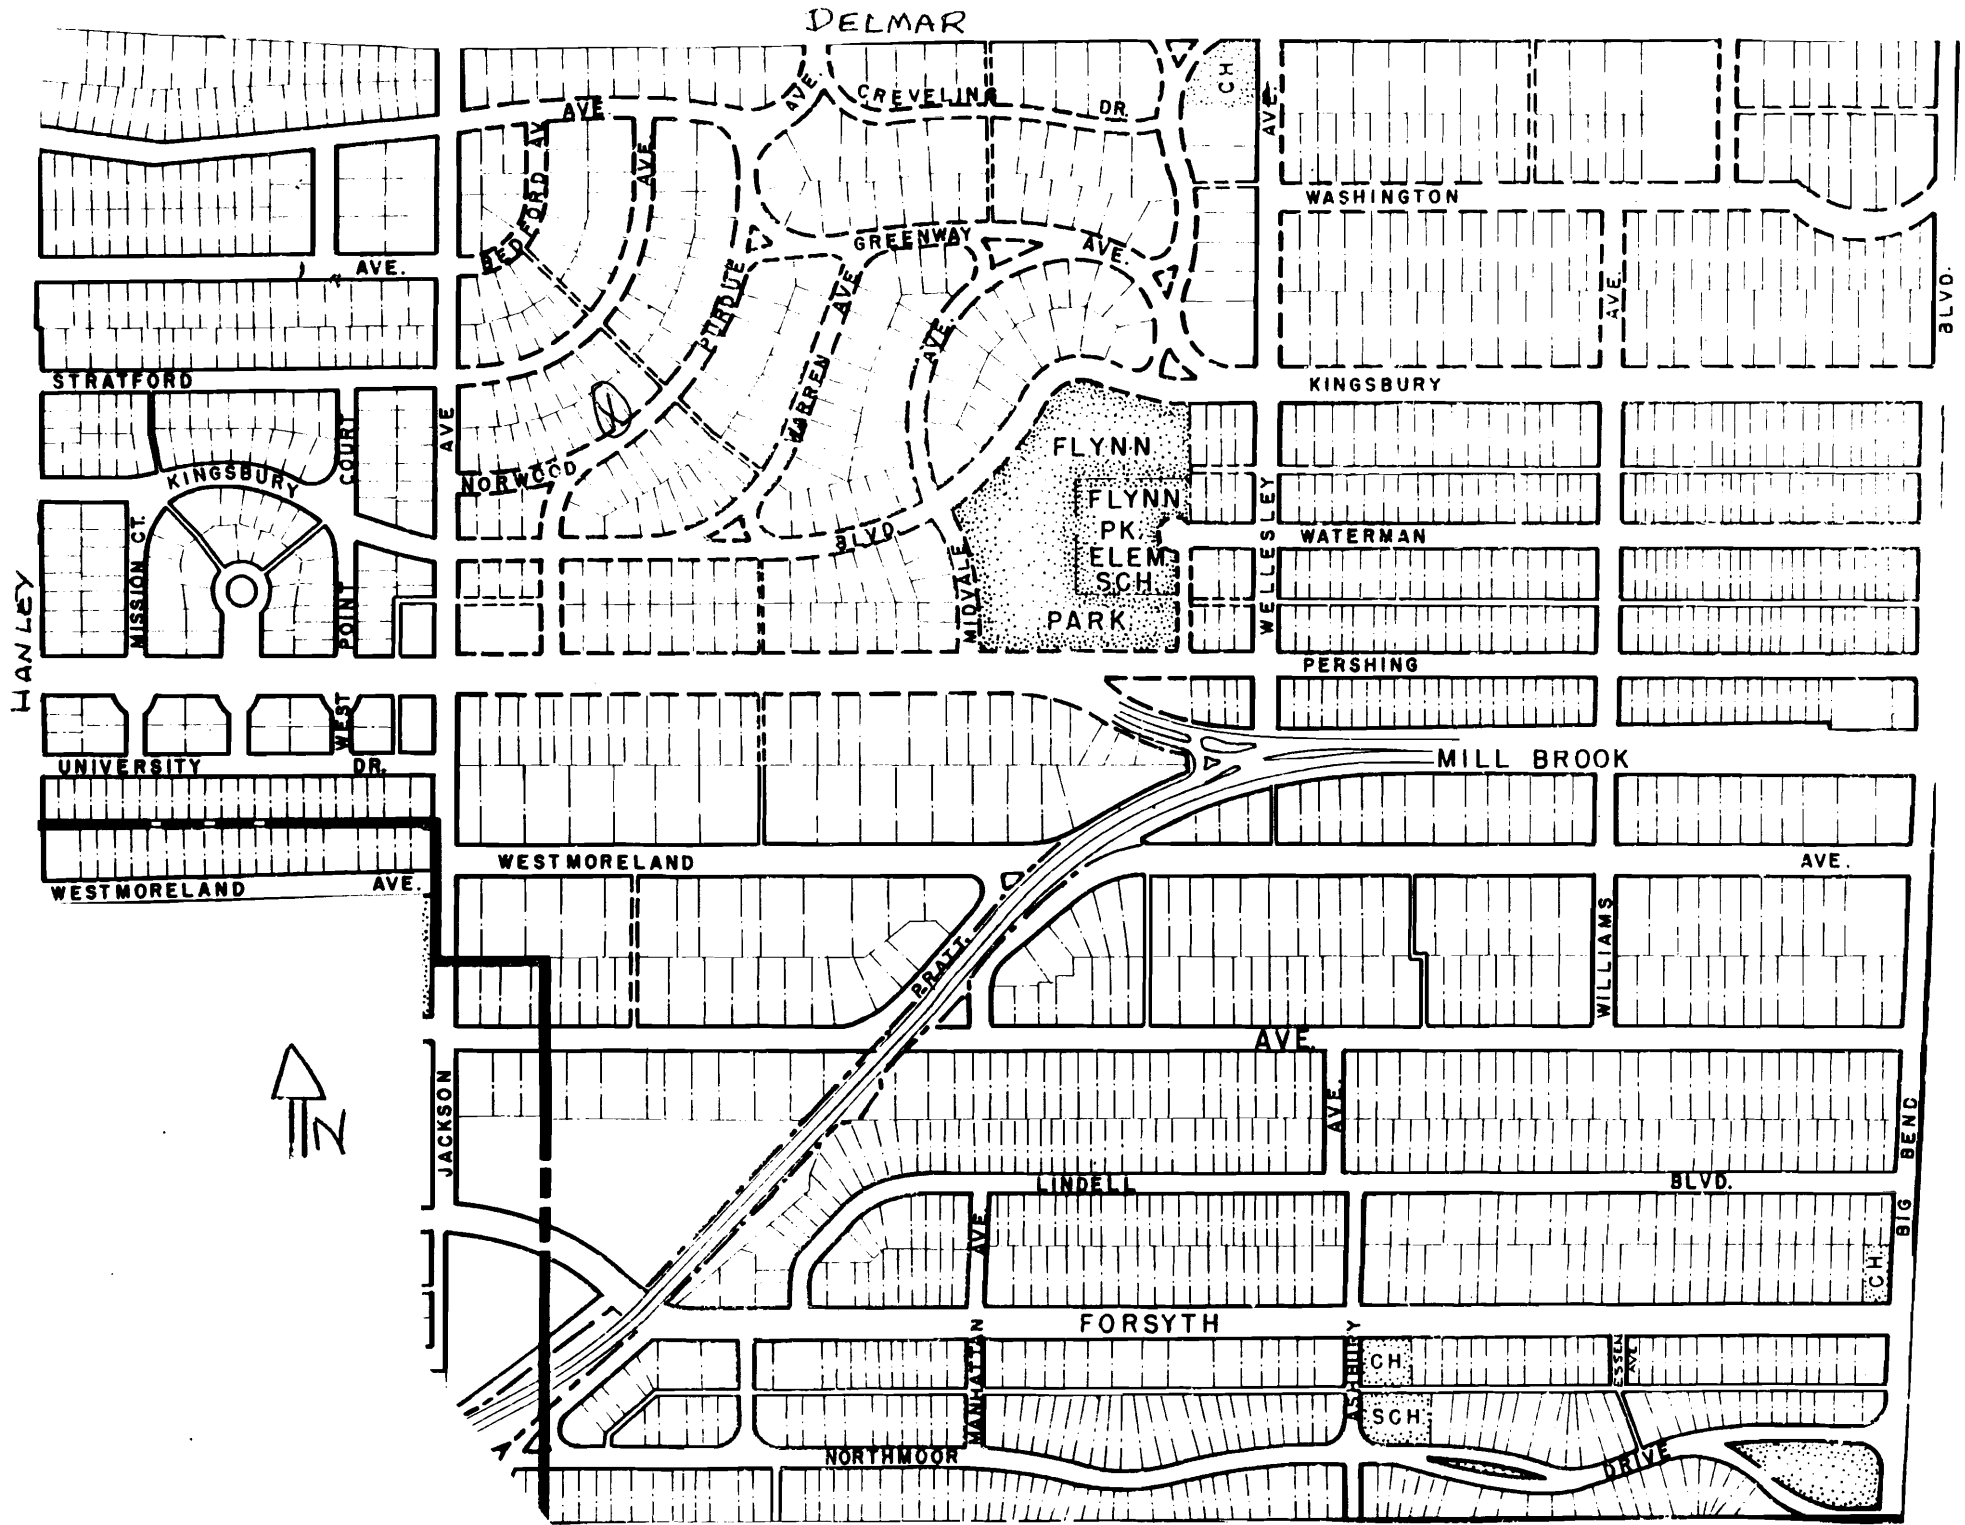 DELMAR
AVE.
CREVELING
DR.
CH
AVE
AVE.
BEDFORD AV.
AVE
WASHINGTON
GREENWAY
AVE.
AVE.
PURDUE
AVE
AVE.
BLVD.
STRATFORD
WARREN
AVE.
KINGSBURY
AVE
COURT
FLYNN
KINGSBURY
NORWOOD
FLYNN
PK.
ELEM.
SCH.
PARK
WELLESLEY
WATERMAN
MISSION CT.
BLVD
MIDVALE
HANLEY
POINT
PERSHING
WEST
UNIVERSITY DR.
MILL BROOK
WESTMORELAND
AVE.
WESTMORELAND AVE.
WILLIAMS
PRATT
AVE.
N
JACKSON
AVE.
BIG BEND
LINDELL
BLVD.
AVE.
CH
FORSYTH
MANHATTAN
ASHBURY
CH
ESSEN AVE
SCH
NORTHMOOR
DRIVE